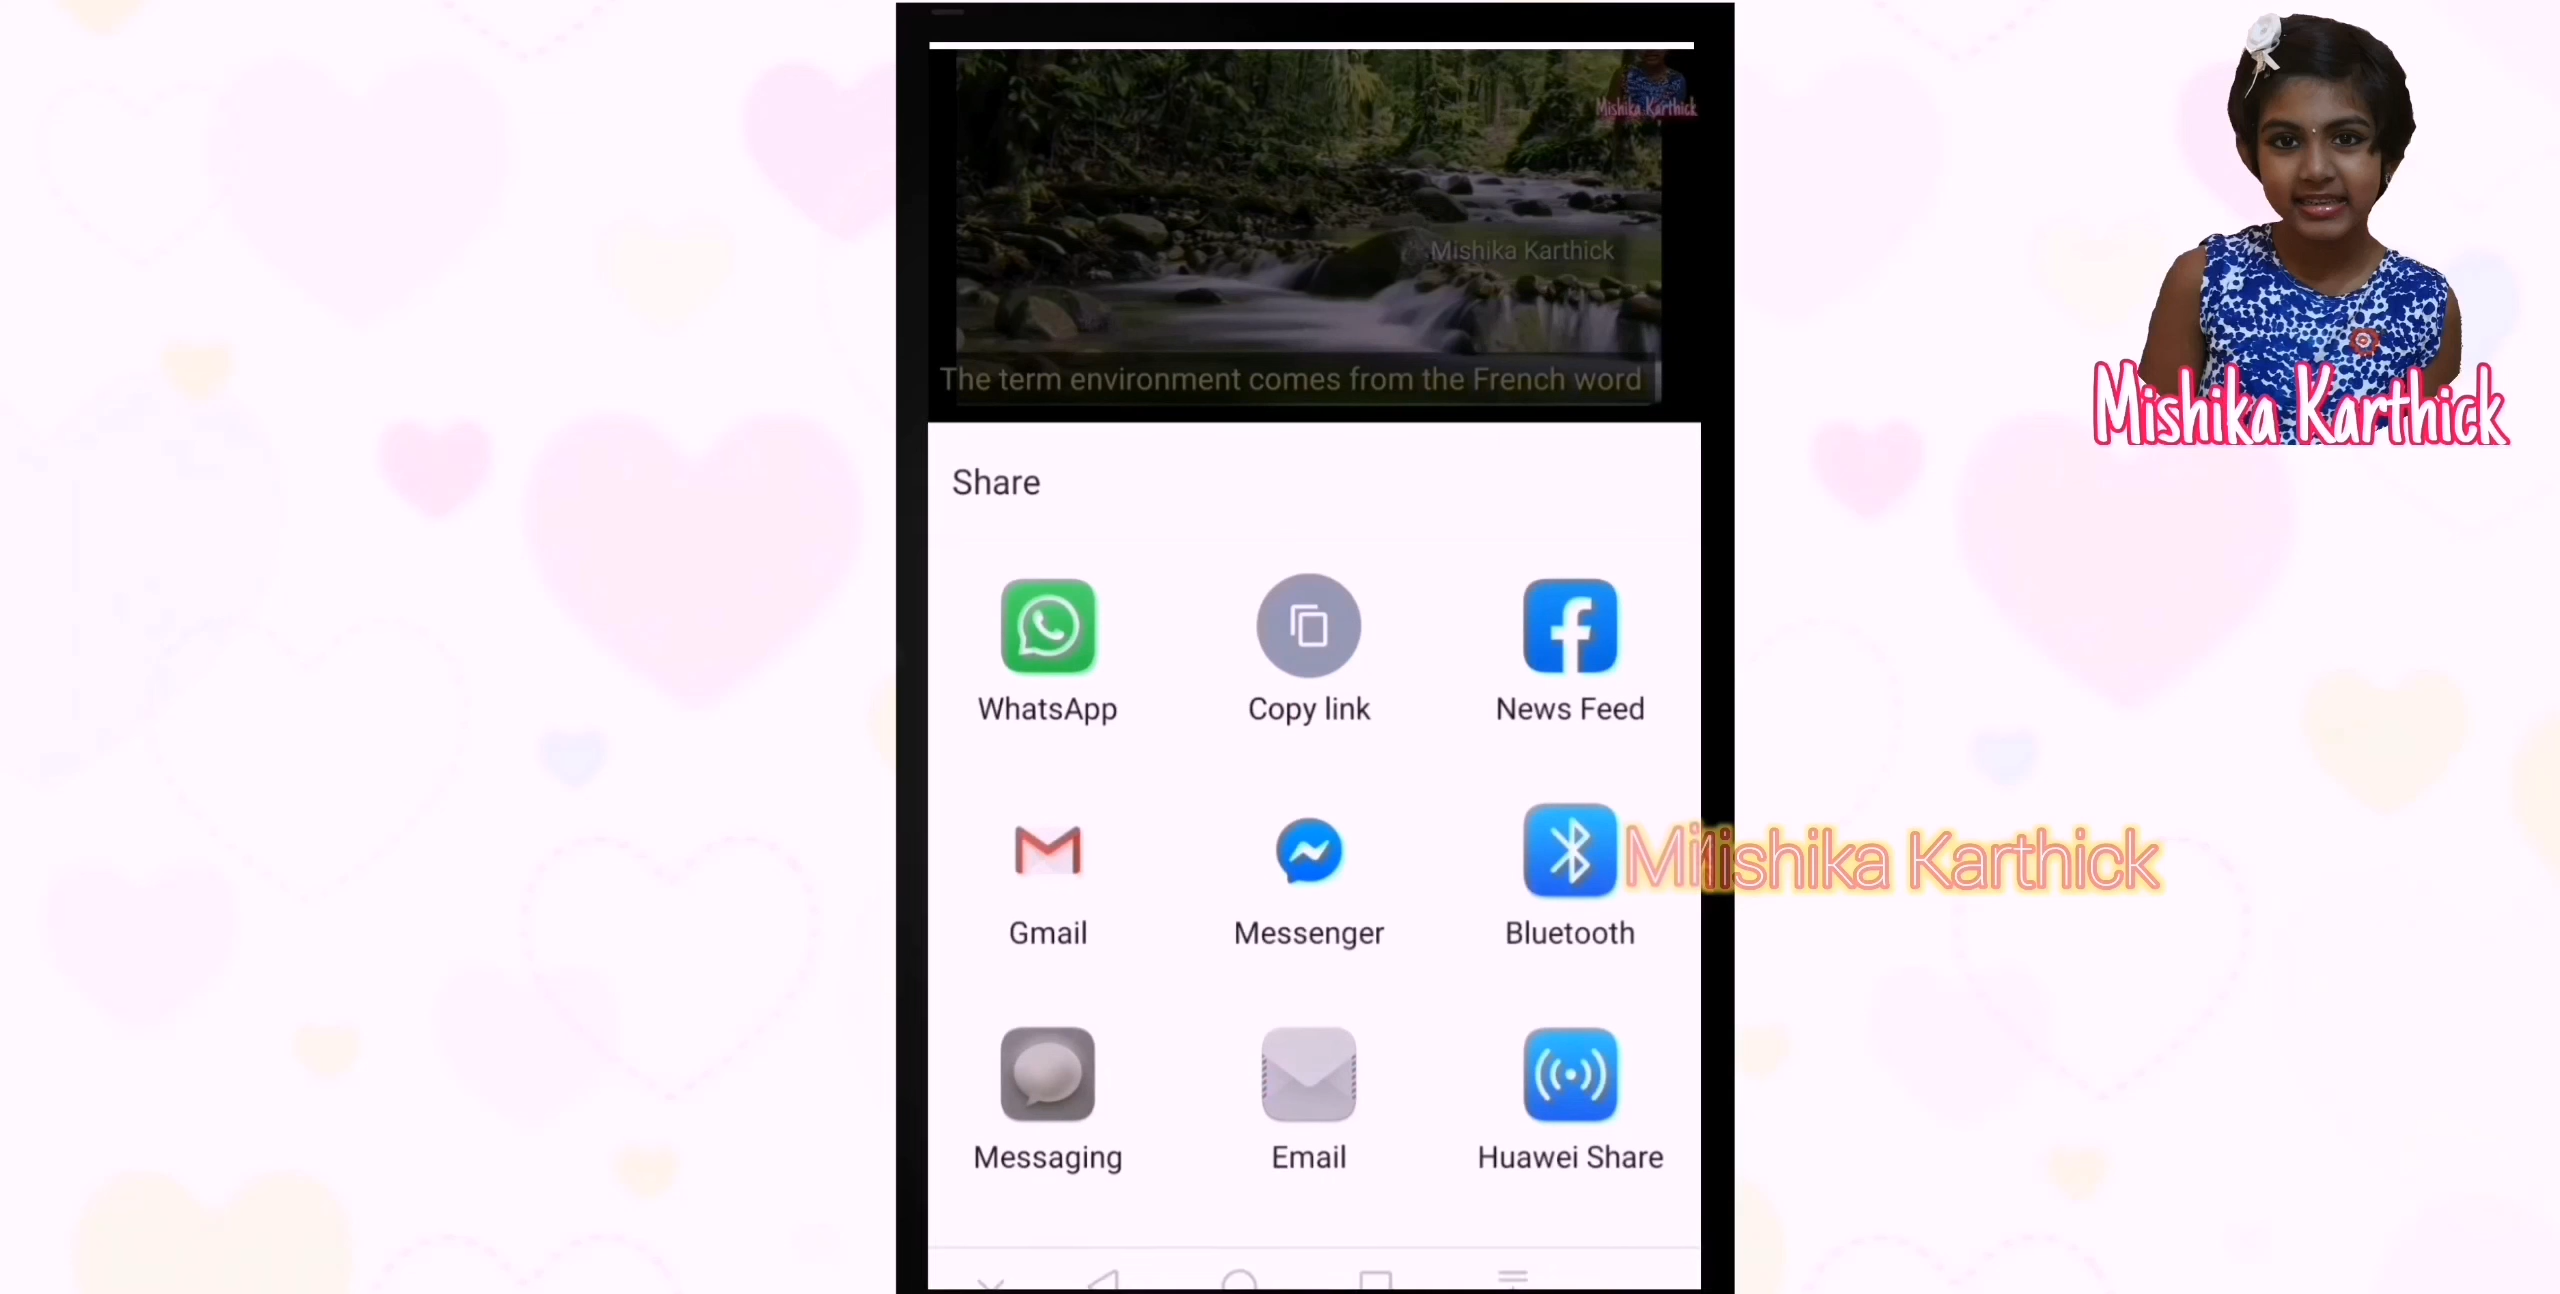 Mishika Karthick
Mishika Karthick
The term environment comes from the French word
Mishika Karthick
Share
WhatsApp
Copy link
News Feed
Gmail
Messenger
Bluetooth
Mishika Karthick
Messaging
Email
Huawei Share